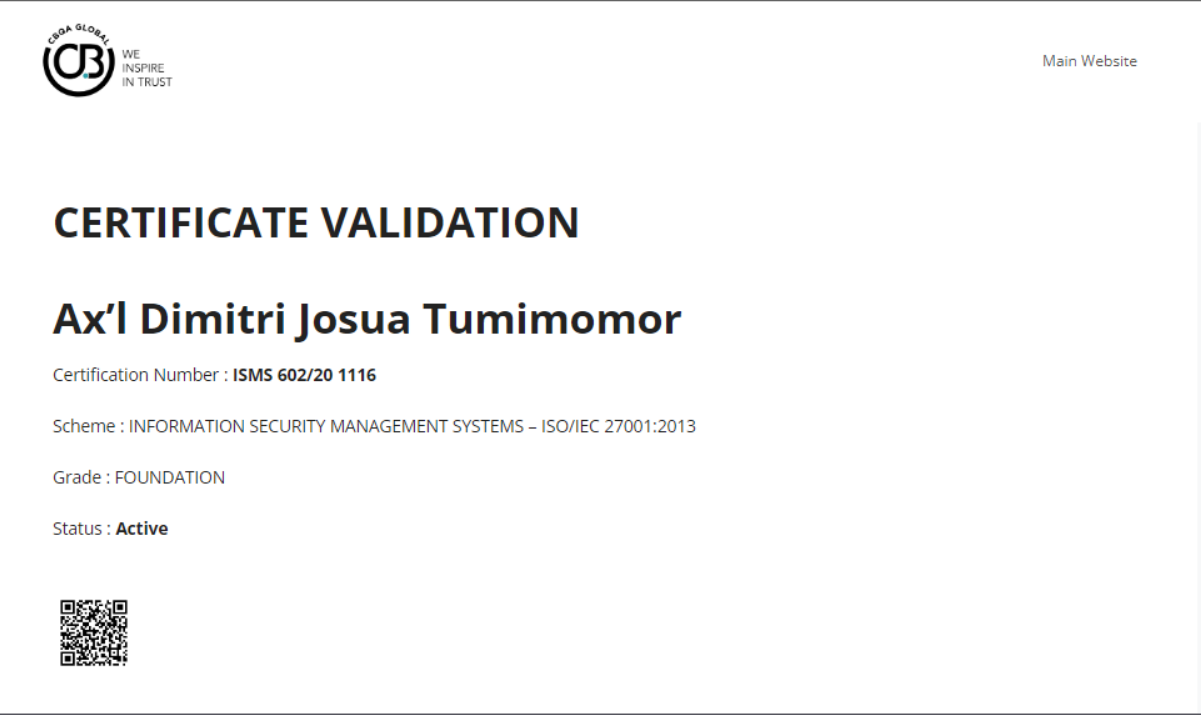 CBQA GLOBAL
CB
WE
INSPIRE
IN TRUST
Main Website
CERTIFICATE VALIDATION
Ax’l Dimitri Josua Tumimomor
Certification Number : ISMS 602/20 1116
Scheme : INFORMATION SECURITY MANAGEMENT SYSTEMS – ISO/IEC 27001:2013
Grade : FOUNDATION
Status : Active